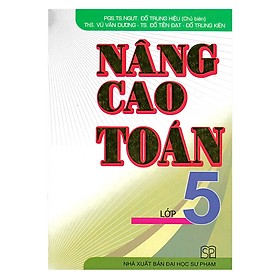 PGS.TS.NGƯT. ĐỖ TRUNG HIỆU (Chủ biên)
THS. VŨ VĂN DƯƠNG - TS. ĐỖ TIẾN ĐẠT - ĐỖ TRUNG KIÊN
NÂNG
CAO
TOÁN
LỚP 5
NHÀ XUẤT BẢN ĐẠI HỌC SƯ PHẠM